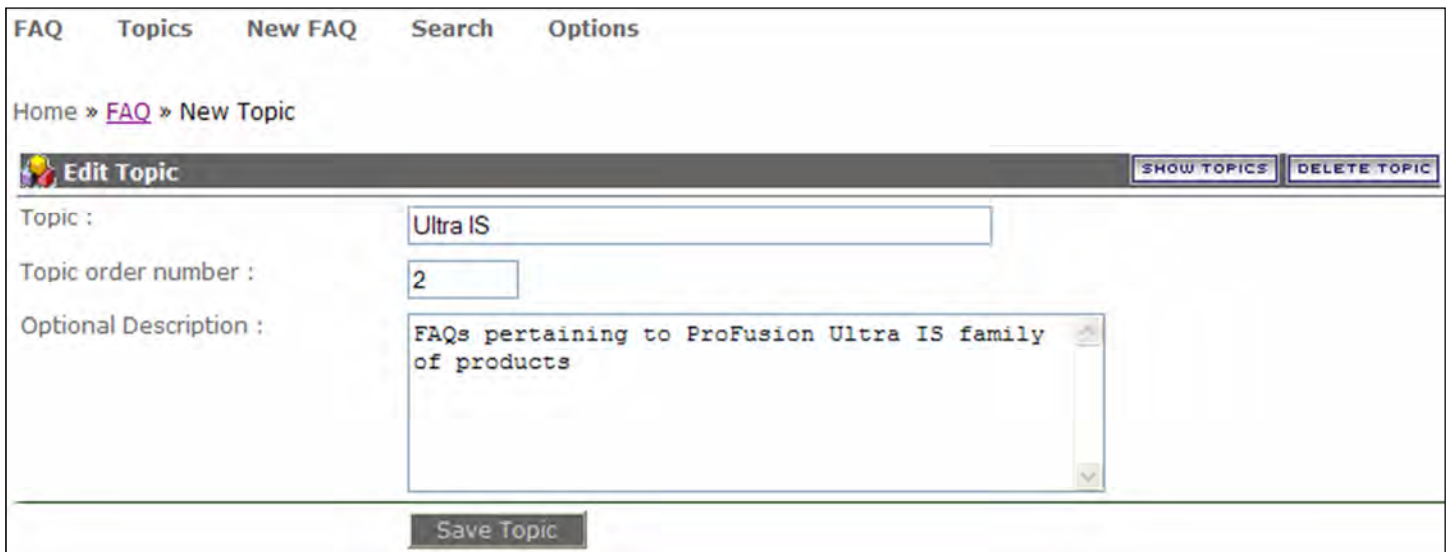 FAQ Topics New FAQ Search Options
Home » FAQ » New Topic
Edit Topic SHOW TOPICS DELETE TOPIC
Topic : Ultra IS
Topic order number : 2
Optional Description : FAQs pertaining to ProFusion Ultra IS family
of products
Save Topic